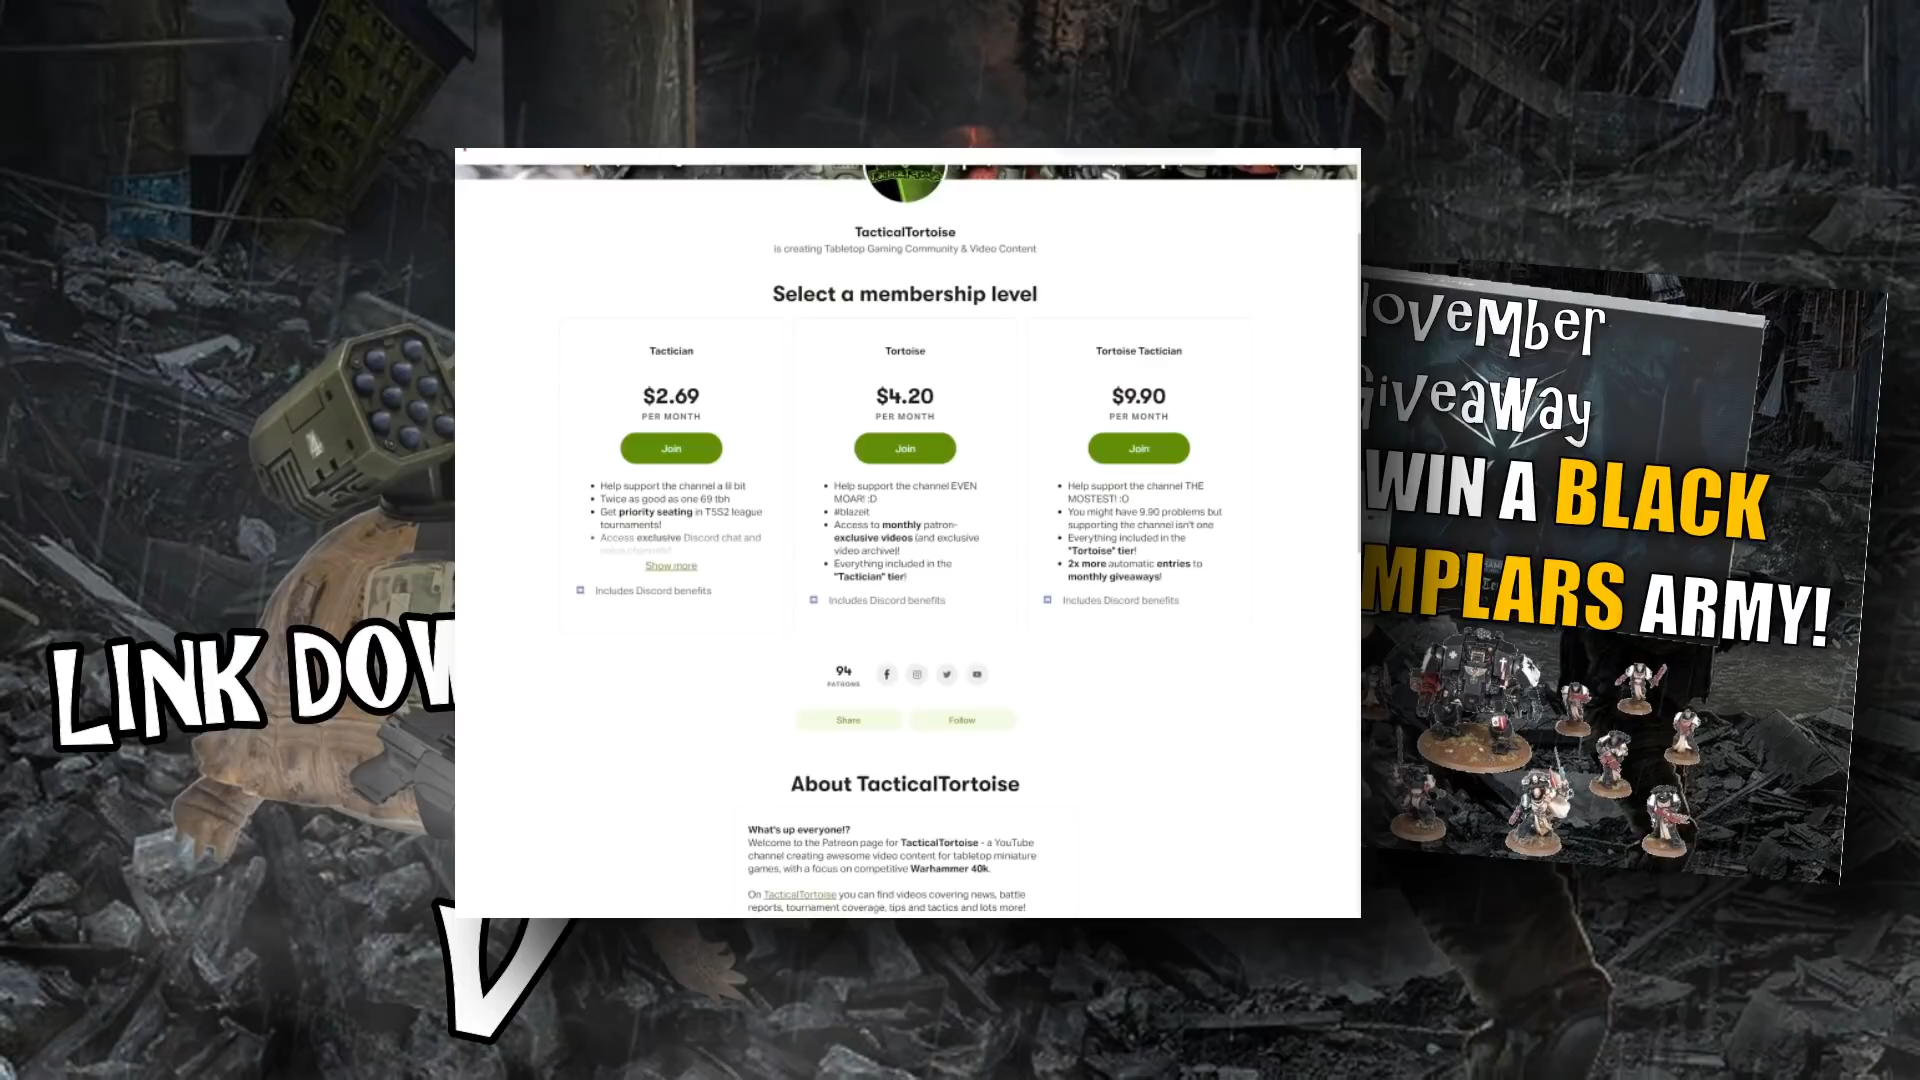 TacticalTortoise
is creating Tabletop Gaming Community & Video Content
Select a membership level
Tactician
$2.69
PER MONTH
Join
Help support the channel a lil bit
Twice as good as one 69 tbh
Get priority seating in TSS2 league
tournaments!
Access exclusive Discord chat and
voice channels!
Show more
Includes Discord benefits
Tortoise
$4.20
PER MONTH
Join
Help support the channel EVEN
MOAR! :D
#blazeit
Access to monthly patron-
exclusive videos (and exclusive
video archive)!
Everything included in the
"Tactician" tier!
Includes Discord benefits
Tortoise Tactician
$9.90
PER MONTH
Join
Help support the channel THE
MOSTEST! :O
You might have 9.90 problems but
supporting the channel isn't one
Everything included in the
"Tortoise" tier!
2x more automatic entries to
monthly giveaways!
Includes Discord benefits
94
PATRONS
Share
Follow
About TacticalTortoise
What's up everyone!?
Welcome to the Patreon page for TacticalTortoise - a YouTube
channel creating awesome video content for tabletop miniature
games, with a focus on competitive Warhammer 40k.
On TacticalTortoise you can find videos covering news, battle
reports, tournament coverage, tips and tactics and lots more!
LINK DOW
ovember
iveaway
WIN A BLACK
MPLARS ARMY!
4